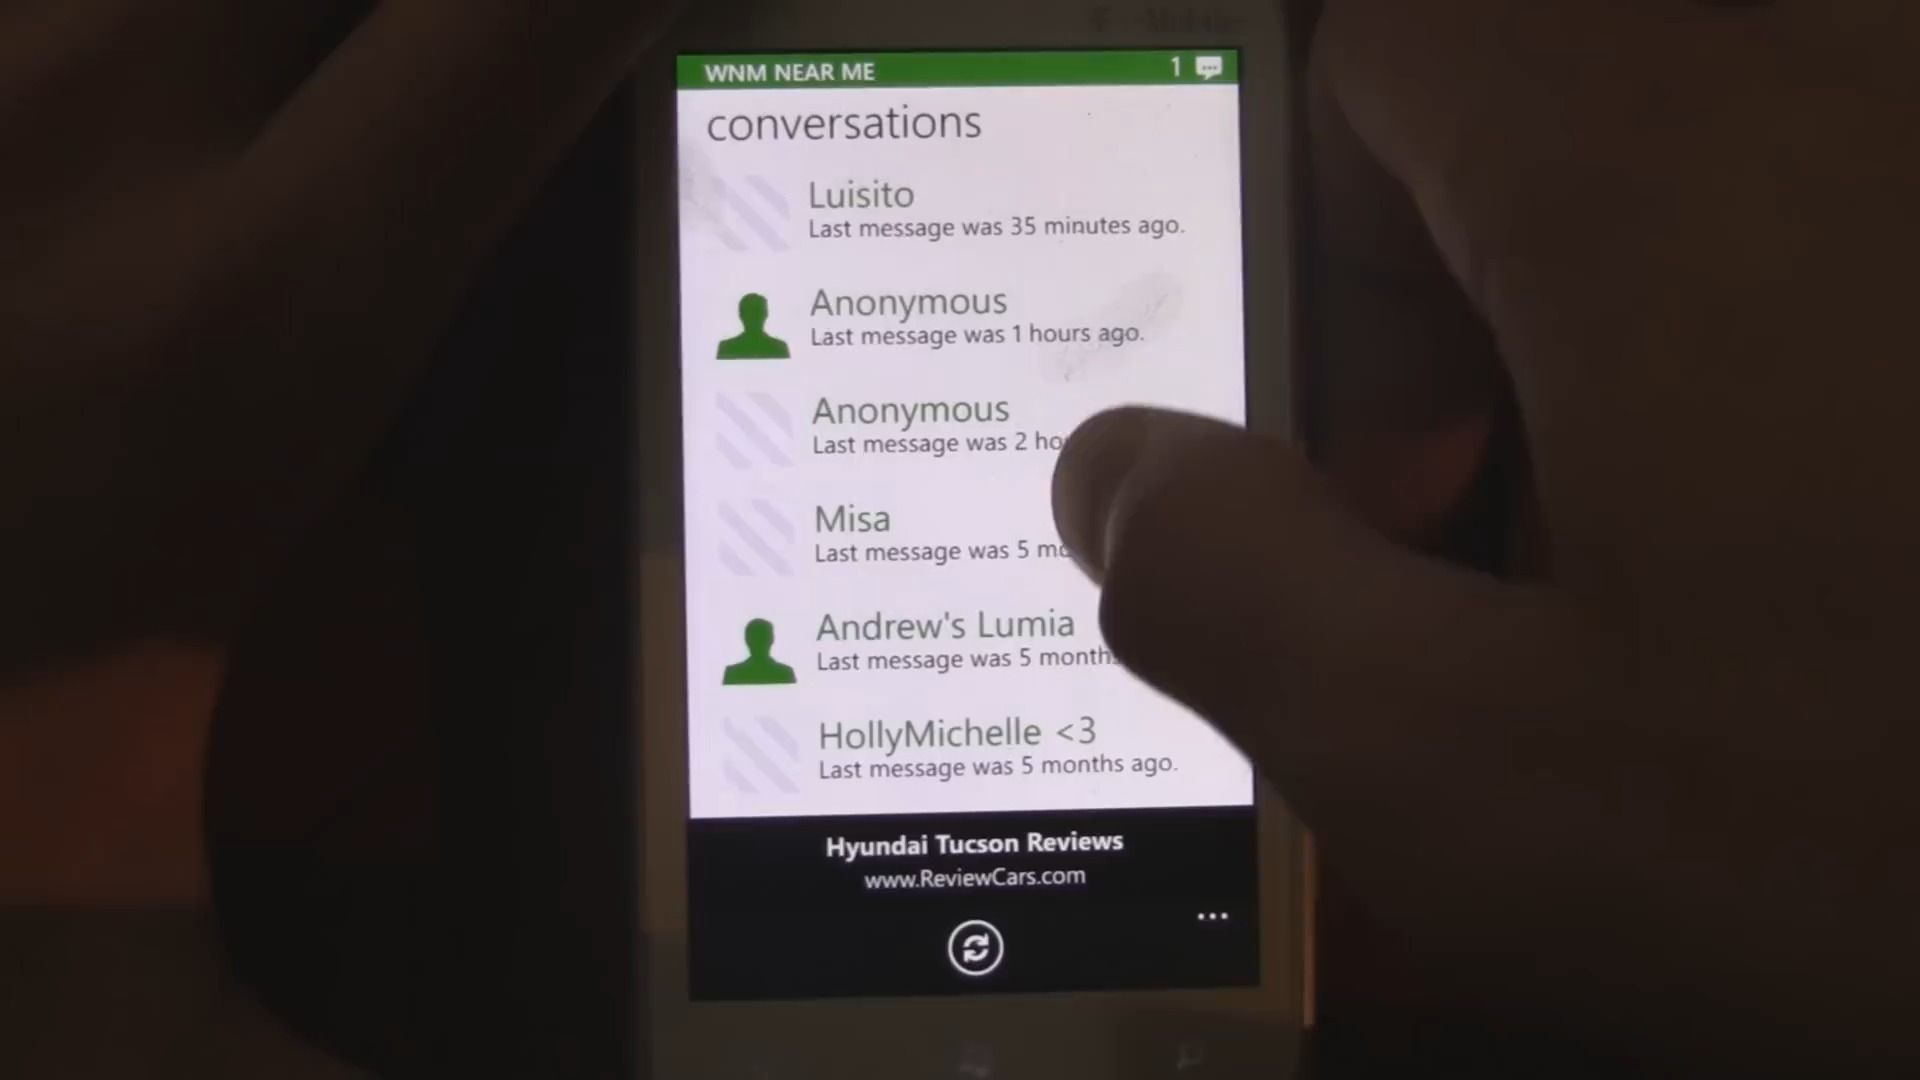 WNM NEAR ME 1
conversations
Luisito
Last message was 35 minutes ago.
Anonymous
Last message was 1 hours ago.
Anonymous
Last message was 2
Misa
Last message was 5
Andrew's Lumia
Last message was 5 months
HollyMichelle <3
Last message was 5 months ago.
Hyundai Tucson Reviews
www.ReviewCars.com